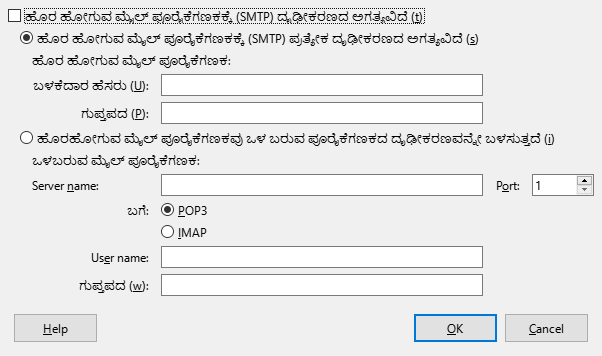 ಹೊರ ಹೋಗುವ ಮೈಲ್ ಪೂರೈಕೆಗಣಕಕ್ಕೆ (SMTP) ದೃಢೀಕರಣದ ಅಗತ್ಯವಿದೆ (t)
ಹೊರ ಹೋಗುವ ಮೈಲ್ ಪೂರೈಕೆಗಣಕಕ್ಕೆ (SMTP) ಪ್ರತ್ಯೇಕ ದೃಢೀಕರಣದ ಅಗತ್ಯವಿದೆ (s)
ಹೊರ ಹೋಗುವ ಮೈಲ್ ಪೂರೈಕೆಗಣಕ:
ಬಳಕೆದಾರ ಹೆಸರು (U):
ಗುಪ್ತಪದ (P):
ಹೊರಹೋಗುವ ಮೈಲ್ ಪೂರೈಕೆಗಣಕವು ಒಳ ಬರುವ ಪೂರೈಕೆಗಣಕದ ದೃಢೀಕರಣವನ್ನೇ ಬಳಸುತ್ತದೆ (i)
ಒಳಬರುವ ಮೈಲ್ ಪೂರೈಕೆಗಣಕ:
Server name: Port: 1
ಬಗೆ: POP3
IMAP
User name:
ಗುಪ್ತಪದ (w):
Help OK Cancel